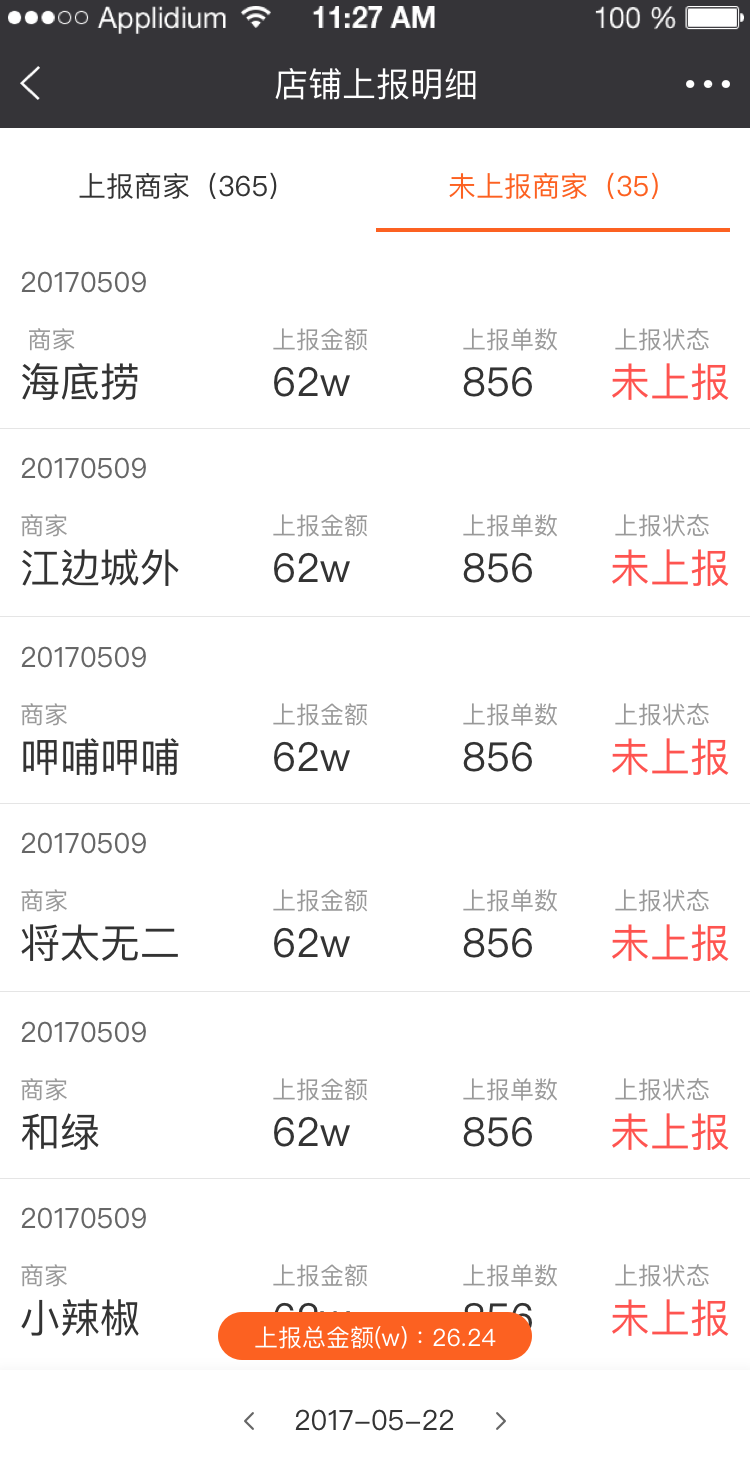 Applidium 11:27 AM 100 %
店铺上报明细
上报商家（365） 未上报商家（35）
20170509
商家 上报金额 上报单数 上报状态
海底捞 62w 856 未上报
20170509
商家 上报金额 上报单数 上报状态
江边城外 62w 856 未上报
20170509
商家 上报金额 上报单数 上报状态
呷哺呷哺 62w 856 未上报
20170509
商家 上报金额 上报单数 上报状态
将太无二 62w 856 未上报
20170509
商家 上报金额 上报单数 上报状态
和绿 62w 856 未上报
20170509
商家 上报金额 上报单数 上报状态
小辣椒 未上报
上报总金额(w)：26.24
2017-05-22